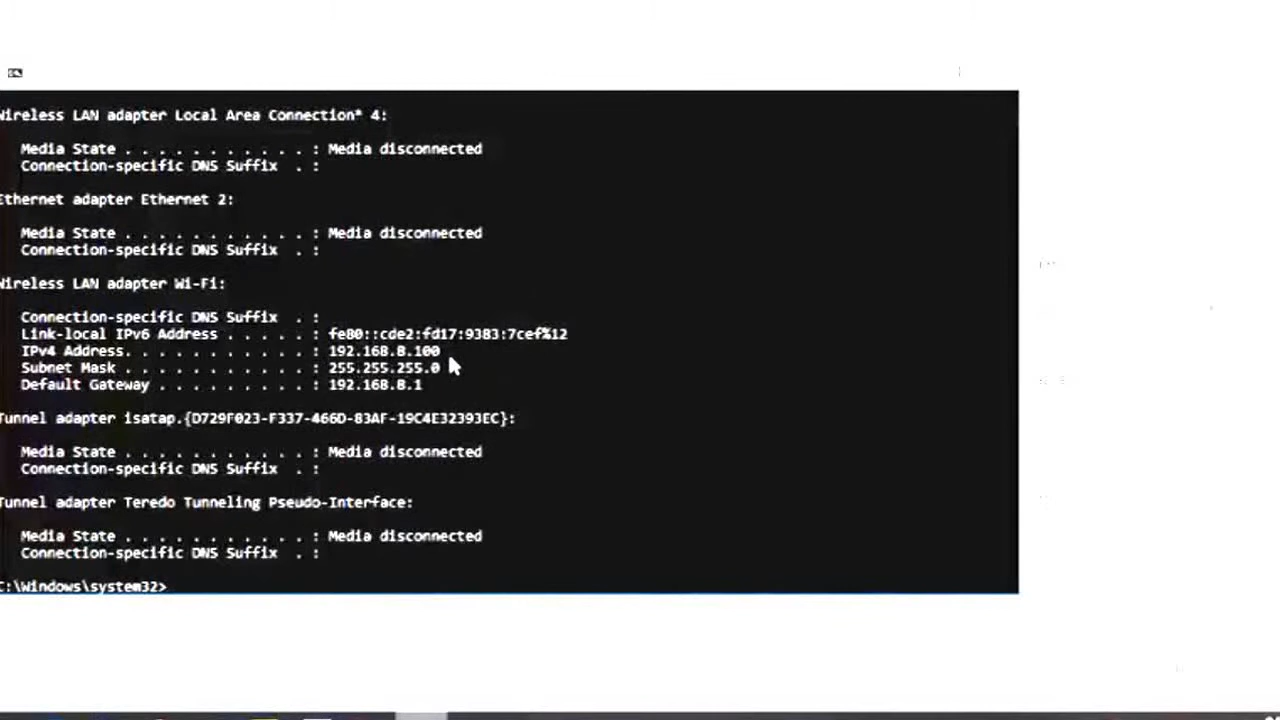 Wireless LAN adapter Local Area Connection* 4:
Media State . . . . . . . . . . . : Media disconnected
Connection-specific DNS Suffix  . :
Ethernet adapter Ethernet 2:
Media State . . . . . . . . . . . : Media disconnected
Connection-specific DNS Suffix  . :
Wireless LAN adapter Wi-Fi:
Connection-specific DNS Suffix  . :
Link-local IPv6 Address . . . . . : fe80::cde2:fd17:9383:7cef%12
IPv4 Address. . . . . . . . . . . : 192.168.8.100
Subnet Mask . . . . . . . . . . . : 255.255.255.0
Default Gateway . . . . . . . . . : 192.168.8.1
Tunnel adapter isatap.{D729F023-F337-466D-83AF-19C4E32393EC}:
Media State . . . . . . . . . . . : Media disconnected
Connection-specific DNS Suffix  . :
Tunnel adapter Teredo Tunneling Pseudo-Interface:
Media State . . . . . . . . . . . : Media disconnected
Connection-specific DNS Suffix  . :
C:\Windows\system32>